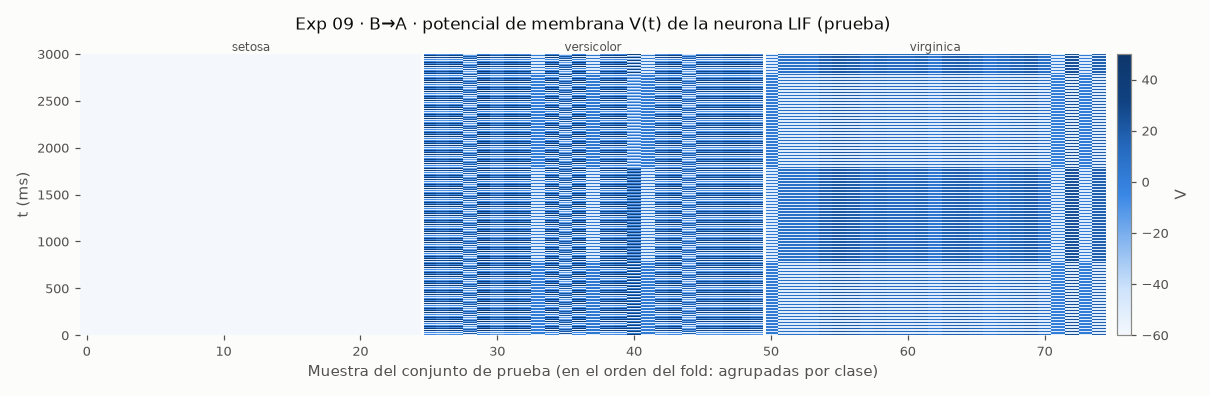 Exp 09 · B→A · potencial de membrana V(t) de la neurona LIF (prueba)
setosa versicolor virginica
3000
2500
2000
1500
1000
500
0
t (ms)
0 10 20 30 40 50 60 70
Muestra del conjunto de prueba (en el orden del fold: agrupadas por clase)
40
20
0
−20
−40
−60
V